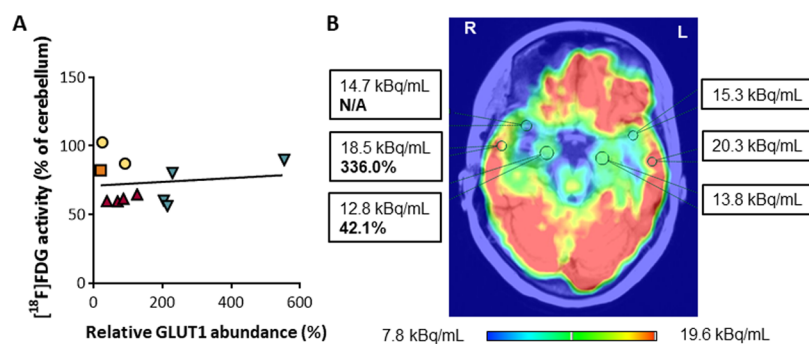 A
[18F]FDG activity (% of cerebellum)
150
100
50
0
0 200 400 600
Relative GLUT1 abundance (%)
B
R
L
14.7 kBq/mL
N/A
18.5 kBq/mL
336.0%
12.8 kBq/mL
42.1%
15.3 kBq/mL
20.3 kBq/mL
13.8 kBq/mL
7.8 kBq/mL
19.6 kBq/mL